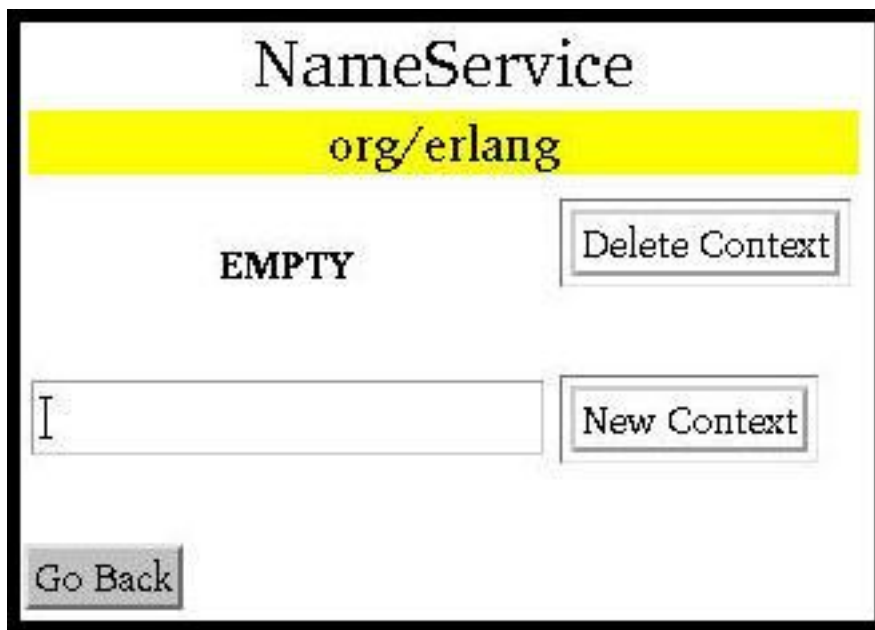 NameService
org/erlang
EMPTY
Delete Context
New Context
Go Back